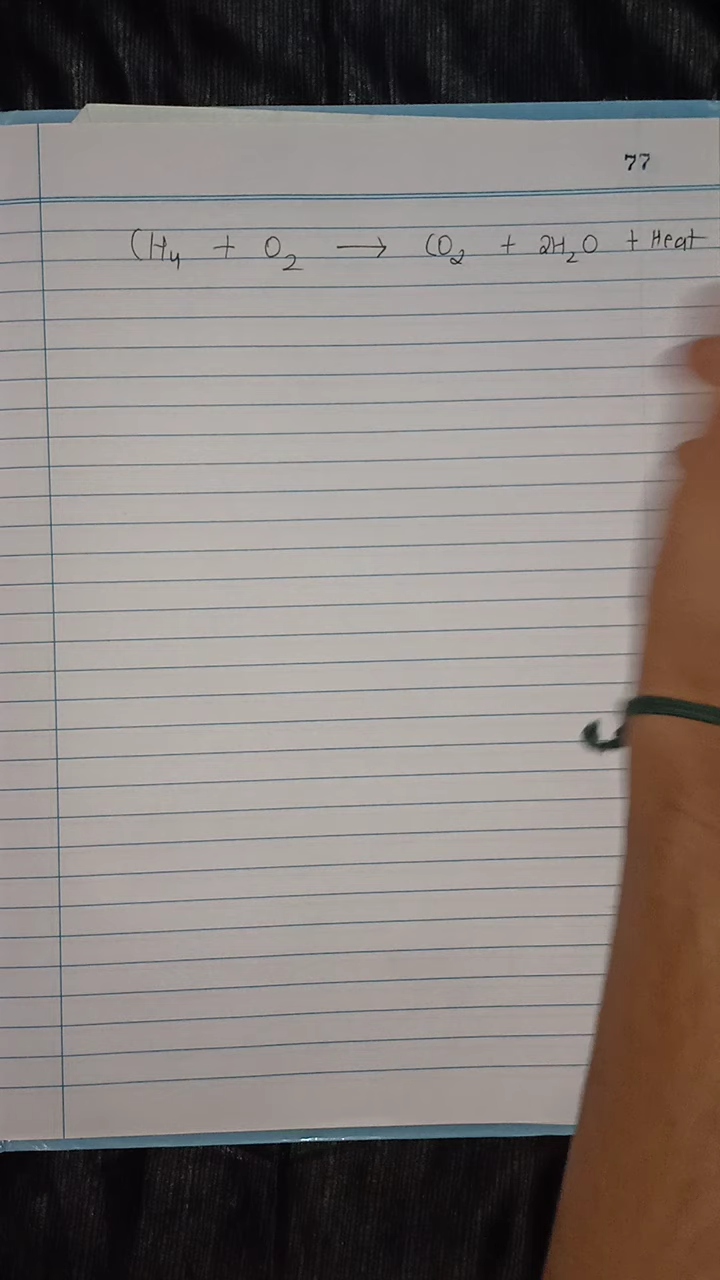 77
CH₄ + O₂ → CO₂ + 2H₂O + Heat